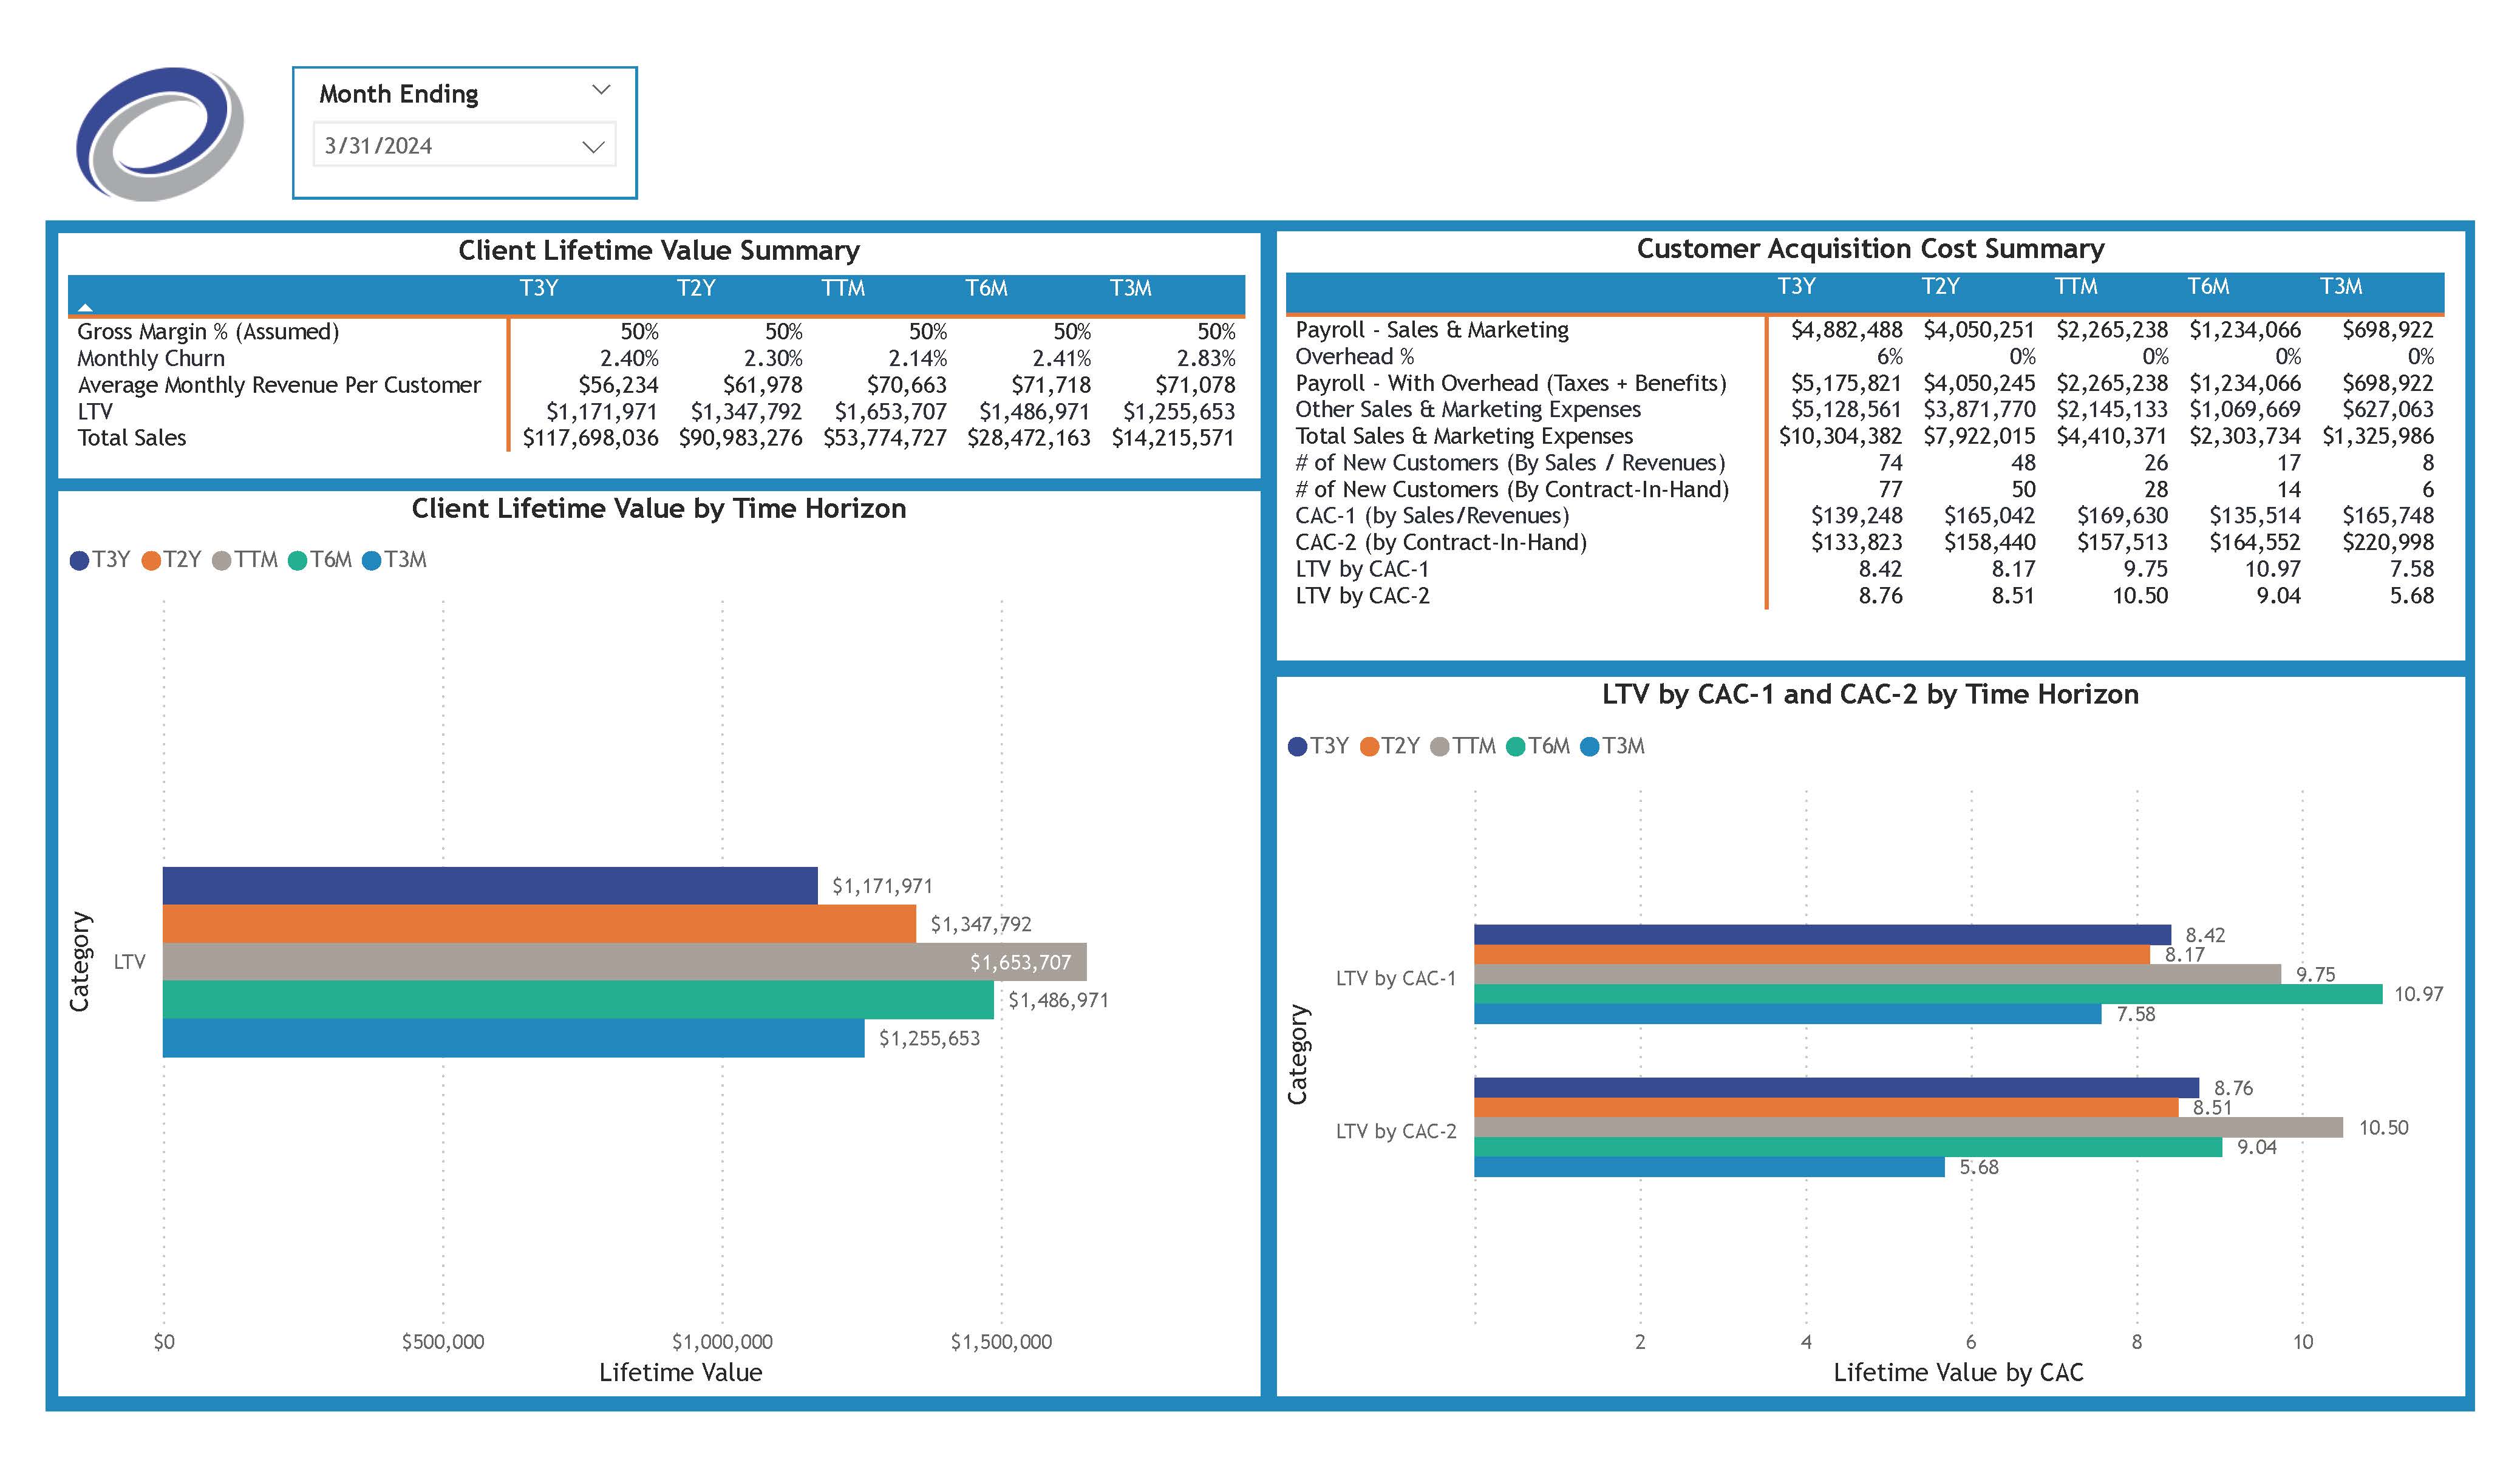 Month Ending
3/31/2024
Client Lifetime Value Summary
T3Y T2Y TTM T6M T3M
Gross Margin % (Assumed) 50% 50% 50% 50% 50%
Monthly Churn 2.40% 2.30% 2.14% 2.41% 2.83%
Average Monthly Revenue Per Customer $56,234 $61,978 $70,663 $71,718 $71,078
LTV $1,171,971 $1,347,792 $1,653,707 $1,486,971 $1,255,653
Total Sales $117,698,036 $90,983,276 $53,774,727 $28,472,163 $14,215,571
Customer Acquisition Cost Summary
T3Y T2Y TTM T6M T3M
Payroll - Sales & Marketing $4,882,488 $4,050,251 $2,265,238 $1,234,066 $698,922
Overhead % 6% 0% 0% 0% 0%
Payroll - With Overhead (Taxes + Benefits) $5,175,821 $4,050,245 $2,265,238 $1,234,066 $698,922
Other Sales & Marketing Expenses $5,128,561 $3,871,770 $2,145,133 $1,069,669 $627,063
Total Sales & Marketing Expenses $10,304,382 $7,922,015 $4,410,371 $2,303,734 $1,325,986
# of New Customers (By Sales / Revenues) 74 48 26 17 8
# of New Customers (By Contract-In-Hand) 77 50 28 14 6
CAC-1 (by Sales/Revenues) $139,248 $165,042 $169,630 $135,514 $165,748
CAC-2 (by Contract-In-Hand) $133,823 $158,440 $157,513 $164,552 $220,998
LTV by CAC-1 8.42 8.17 9.75 10.97 7.58
LTV by CAC-2 8.76 8.51 10.50 9.04 5.68
Client Lifetime Value by Time Horizon
T3Y T2Y TTM T6M T3M
Category
LTV
$1,171,971
$1,347,792
$1,653,707
$1,486,971
$1,255,653
$0 $500,000 $1,000,000 $1,500,000
Lifetime Value
LTV by CAC-1 and CAC-2 by Time Horizon
T3Y T2Y TTM T6M T3M
Category
LTV by CAC-1
8.42
8.17
9.75
10.97
7.58
LTV by CAC-2
8.76
8.51
10.50
9.04
5.68
2 4 6 8 10
Lifetime Value by CAC